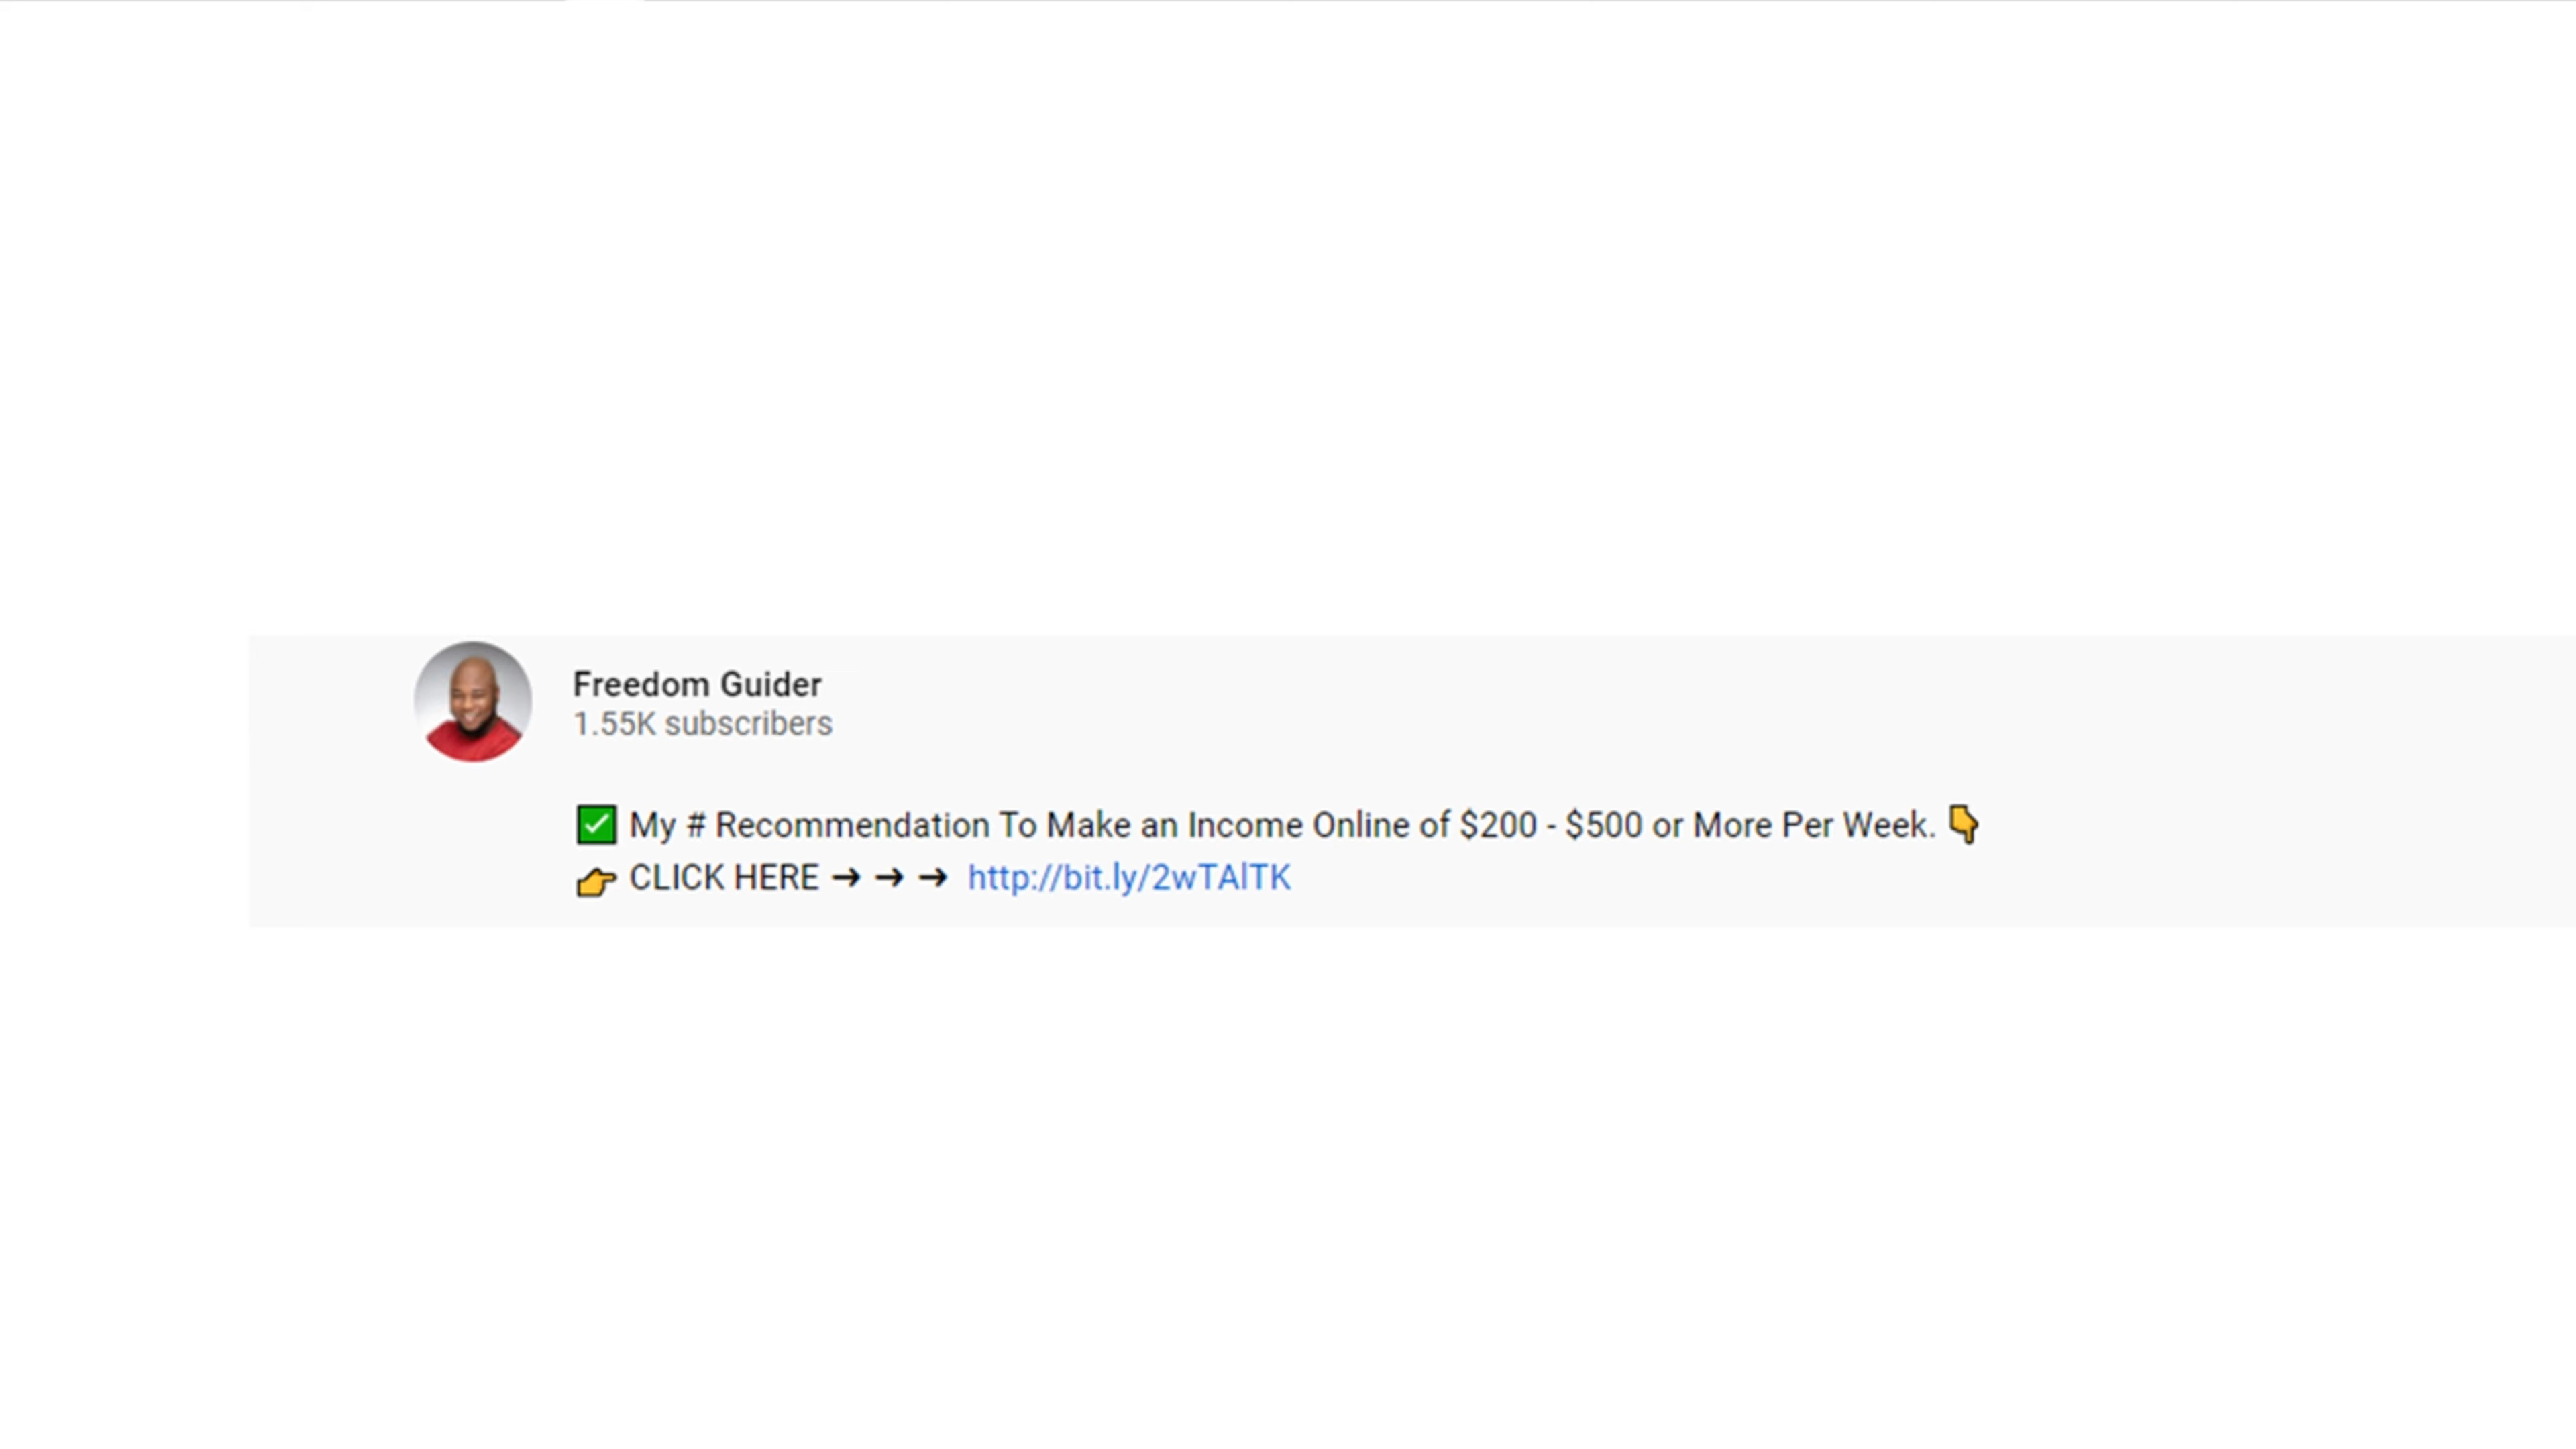 Freedom Guider
1.55K subscribers
✅ My # Recommendation To Make an Income Online of $200 - $500 or More Per Week. 👇
👉 CLICK HERE ➜ ➜ ➜ http://bit.ly/2wTAlTK